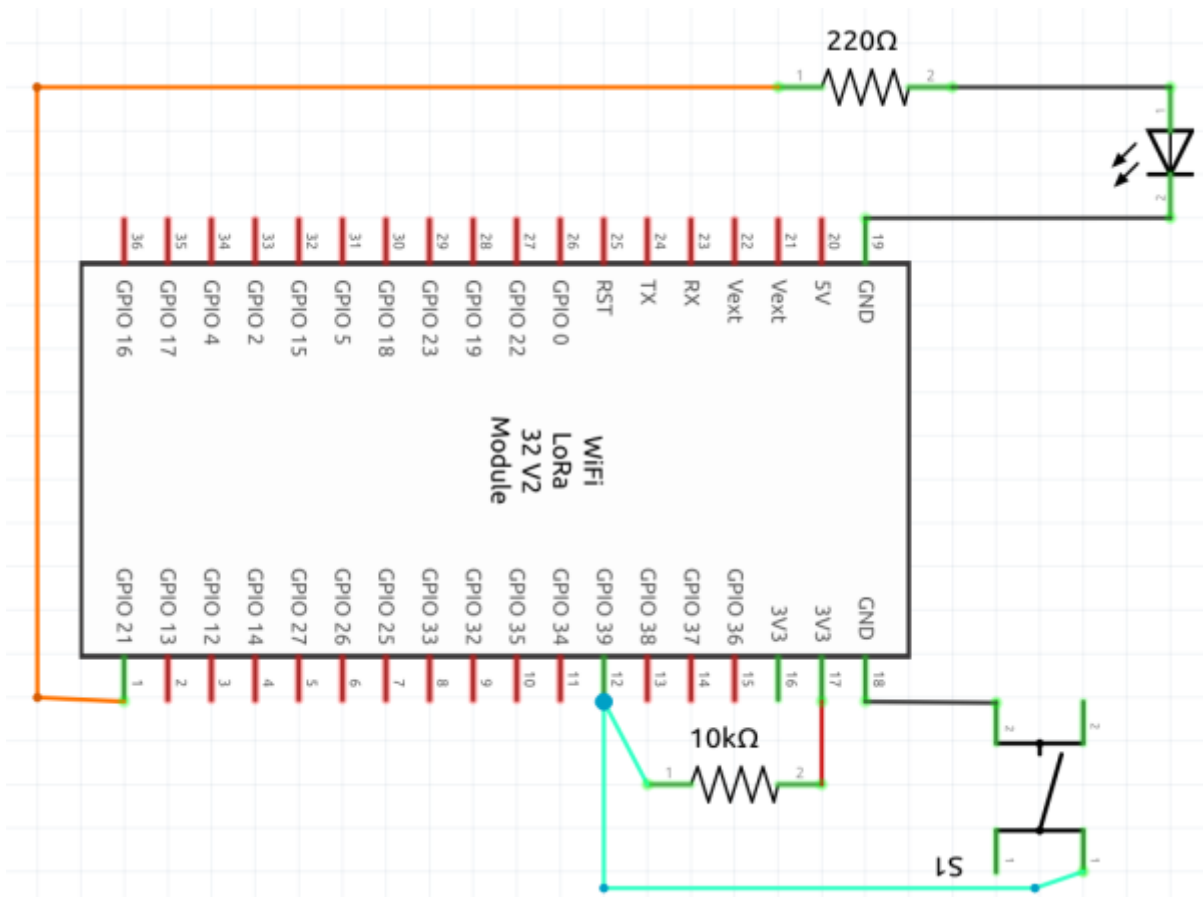 220Ω
1
2
1
2
36
35
34
33
32
31
30
29
28
27
26
25
24
23
22
21
20
19
GPIO 16
GPIO 17
GPIO 4
GPIO 2
GPIO 15
GPIO 5
GPIO 18
GPIO 23
GPIO 19
GPIO 22
GPIO 0
RST
TX
RX
Vext
Vext
5V
GND
WiFi
LoRa
32 V2
Module
GPIO 21
GPIO 13
GPIO 12
GPIO 14
GPIO 27
GPIO 26
GPIO 25
GPIO 33
GPIO 32
GPIO 35
GPIO 34
GPIO 39
GPIO 38
GPIO 37
GPIO 36
3V3
3V3
GND
1
2
3
4
5
6
7
8
9
10
11
12
13
14
15
16
17
18
10kΩ
1
2
2
2
S1
1
1